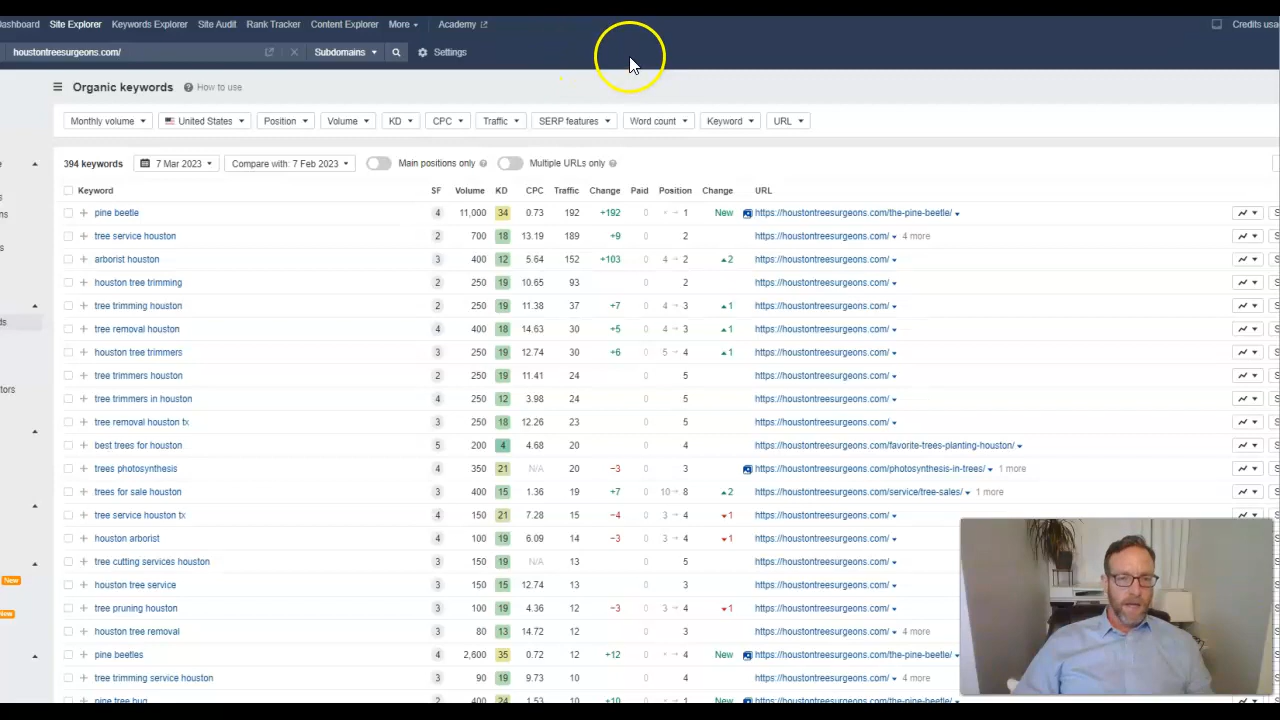 Dashboard Site Explorer Keywords Explorer Site Audit Rank Tracker Content Explorer More Academy Credits usa
houstontreesurgeons.com/ Subdomains Settings
Organic keywords How to use
Monthly volume United States Position Volume KD CPC Traffic SERP features Word count Keyword URL
394 keywords 7 Mar 2023 Compare with: 7 Feb 2023 Main positions only Multiple URLs only
Keyword SF Volume KD CPC Traffic Change Paid Position Change URL
pine beetle 4 11,000 34 0.73 192 +192 0 1 New https://houstontreesurgeons.com/the-pine-beetle/
tree service houston 2 700 18 13.19 189 +9 0 2 https://houstontreesurgeons.com/ 4 more
arborist houston 3 400 12 5.64 152 +103 0 4 → 2 2 https://houstontreesurgeons.com/
houston tree trimming 2 250 19 10.65 93 0 2 https://houstontreesurgeons.com/
tree trimming houston 2 250 19 11.38 37 +7 0 4 → 3 1 https://houstontreesurgeons.com/
tree removal houston 4 400 18 14.63 30 +5 0 4 → 3 1 https://houstontreesurgeons.com/
houston tree trimmers 3 250 19 12.74 30 +6 0 5 → 4 1 https://houstontreesurgeons.com/
tree trimmers houston 2 250 19 11.41 24 0 5 https://houstontreesurgeons.com/
tree trimmers in houston 4 250 12 3.98 24 0 5 https://houstontreesurgeons.com/
tree removal houston tx 3 250 18 12.26 23 0 5 https://houstontreesurgeons.com/
best trees for houston 5 200 4 4.68 20 0 4 https://houstontreesurgeons.com/favorite-trees-planting-houston/
trees photosynthesis 4 350 21 N/A 20 −3 0 3 https://houstontreesurgeons.com/photosynthesis-in-trees/ 1 more
trees for sale houston 3 400 15 1.36 19 +7 0 10 → 8 2 https://houstontreesurgeons.com/service/tree-sales/ 1 more
tree service houston tx 4 150 21 7.28 15 −4 0 3 → 4 1 https://houstontreesurgeons.com/
houston arborist 4 100 19 6.09 14 −3 0 3 → 4 1 https://houstontreesurgeons.com/
tree cutting services houston 3 150 19 N/A 13 0 5 https://houstontreesurgeons.com/
houston tree service 3 150 15 12.74 13 0 3 https://houstontreesurgeons.com/
tree pruning houston 3 100 19 4.36 12 −3 0 3 → 4 1 https://houstontreesurgeons.com/
houston tree removal 3 80 13 14.72 12 0 3 https://houstontreesurgeons.com/ 4 more
pine beetles 4 2,600 35 0.72 12 +12 0 4 New https://houstontreesurgeons.com/the-pine-beetle/
tree trimming service houston 3 90 19 9.73 10 0 4 https://houstontreesurgeons.com/ 4 more
pine tree bug 4 400 24 1.53 10 +10 0 1 New https://houstontreesurgeons.com/the-pine-beetle/